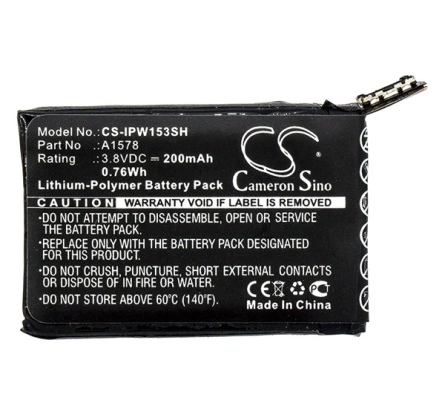 Model No.: CS-IPW153SH
Part No .: A1578
Rating .: 3.8VDC ⎓ 200mAh
0.76Wh
Lithium-Polymer Battery Pack
CS
Cameron Sino
WARRANTY VOID IF LABEL IS REMOVED
•DO NOT ATTEMPT TO DISASSEMBLE, OPEN OR SERVICE
THE BATTERY PACK.
•REPLACE ONLY WITH THE BATTERY DESIGNATED
FOR THIS PRODUCT.
•DO NOT CRUSH, PUNCTURE, SHORT EXTERNAL CONTACTS
OR DISPOSE OF IN FIRE OR WATER.
•DO NOT STORE ABOVE 60°C (140°F).
CE
Made In China